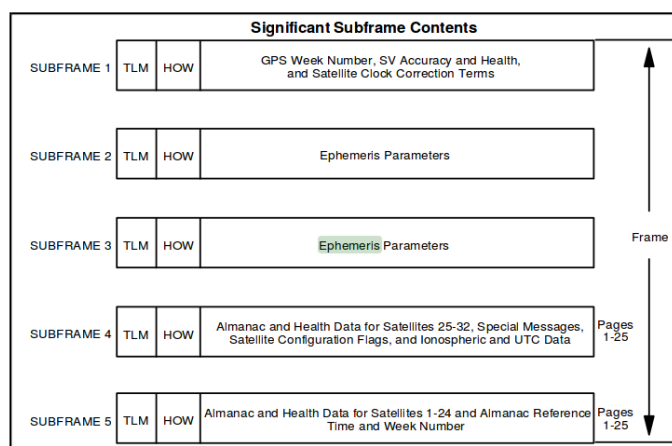 Significant Subframe Contents
SUBFRAME 1 TLM HOW GPS Week Number, SV Accuracy and Health,
and Satellite Clock Correction Terms
SUBFRAME 2 TLM HOW Ephemeris Parameters
SUBFRAME 3 TLM HOW Ephemeris Parameters
Frame
SUBFRAME 4 TLM HOW Almanac and Health Data for Satellites 25-32, Special Messages,
Satellite Configuration Flags, and Ionospheric and UTC Data
Pages
1-25
SUBFRAME 5 TLM HOW Almanac and Health Data for Satellites 1-24 and Almanac Reference
Time and Week Number
Pages
1-25